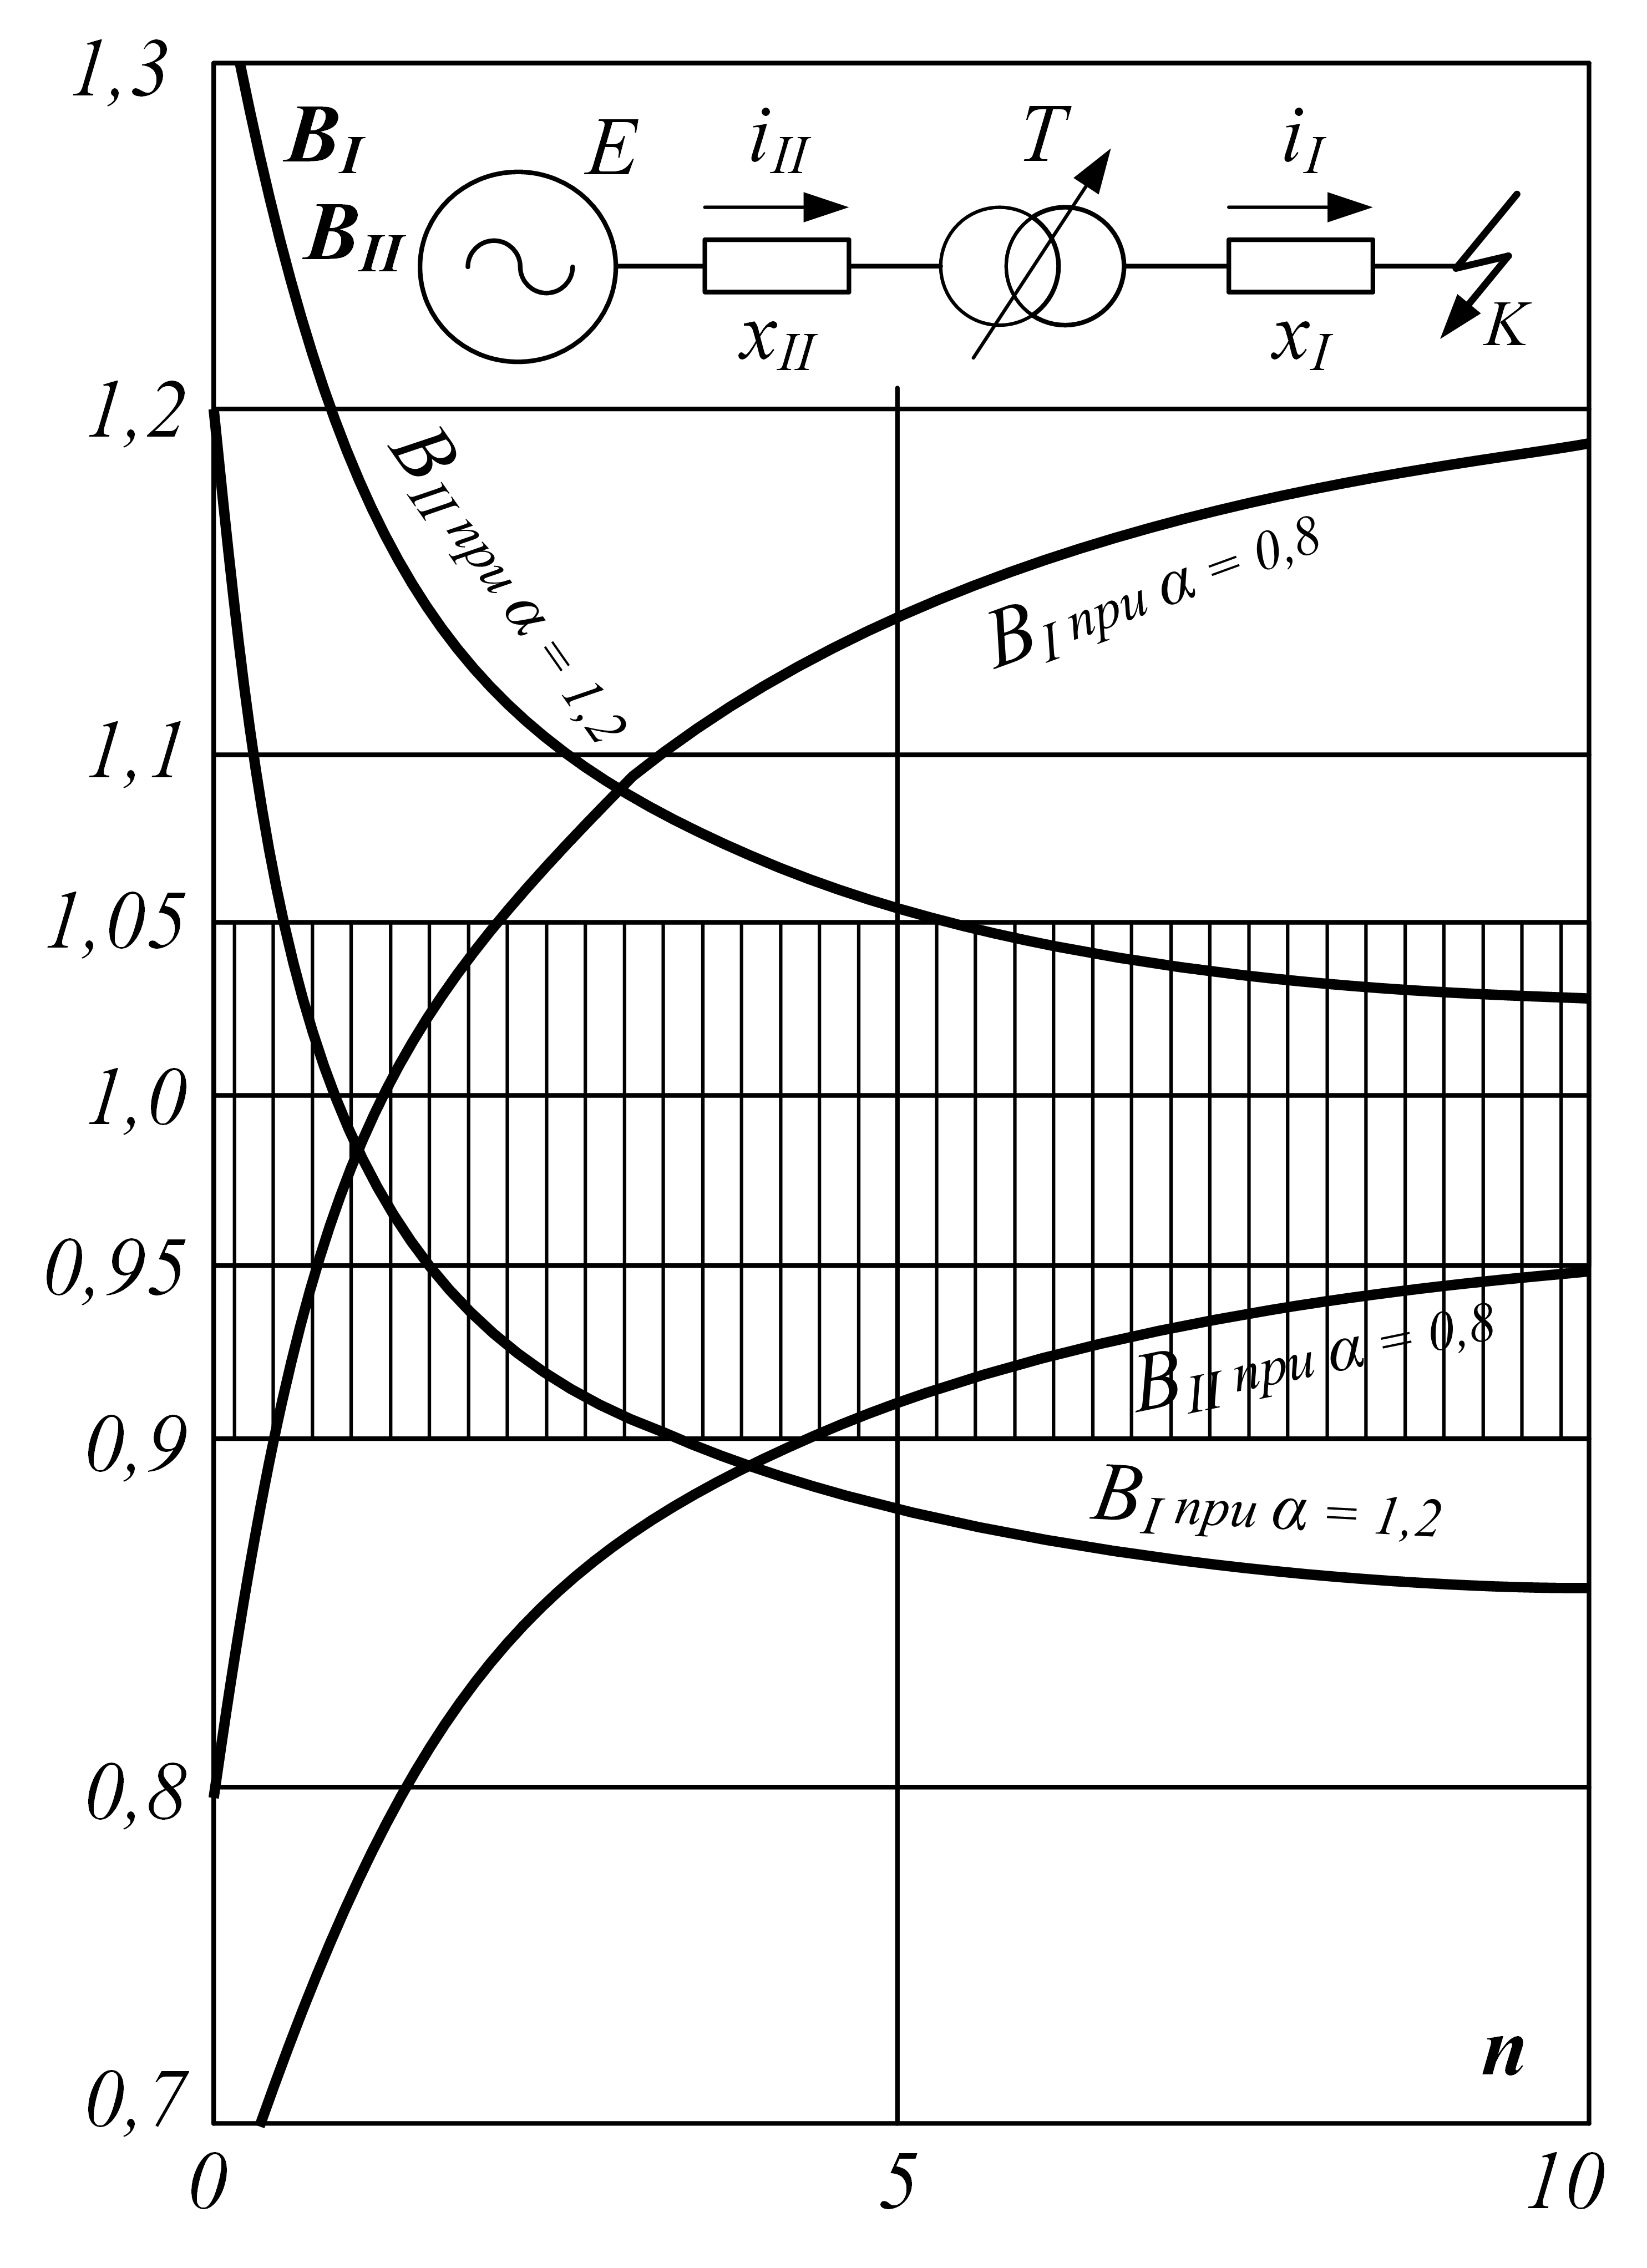 1,3
B_I
B_II
E
i_II
T
i_I
x_II
x_I
K
1,2
B_II при α = 1,2
B_I при α = 0,8
1,1
1,05
1,0
0,95
B_II при α = 0,8
0,9
B_I при α = 1,2
0,8
n
0,7
0
5
10